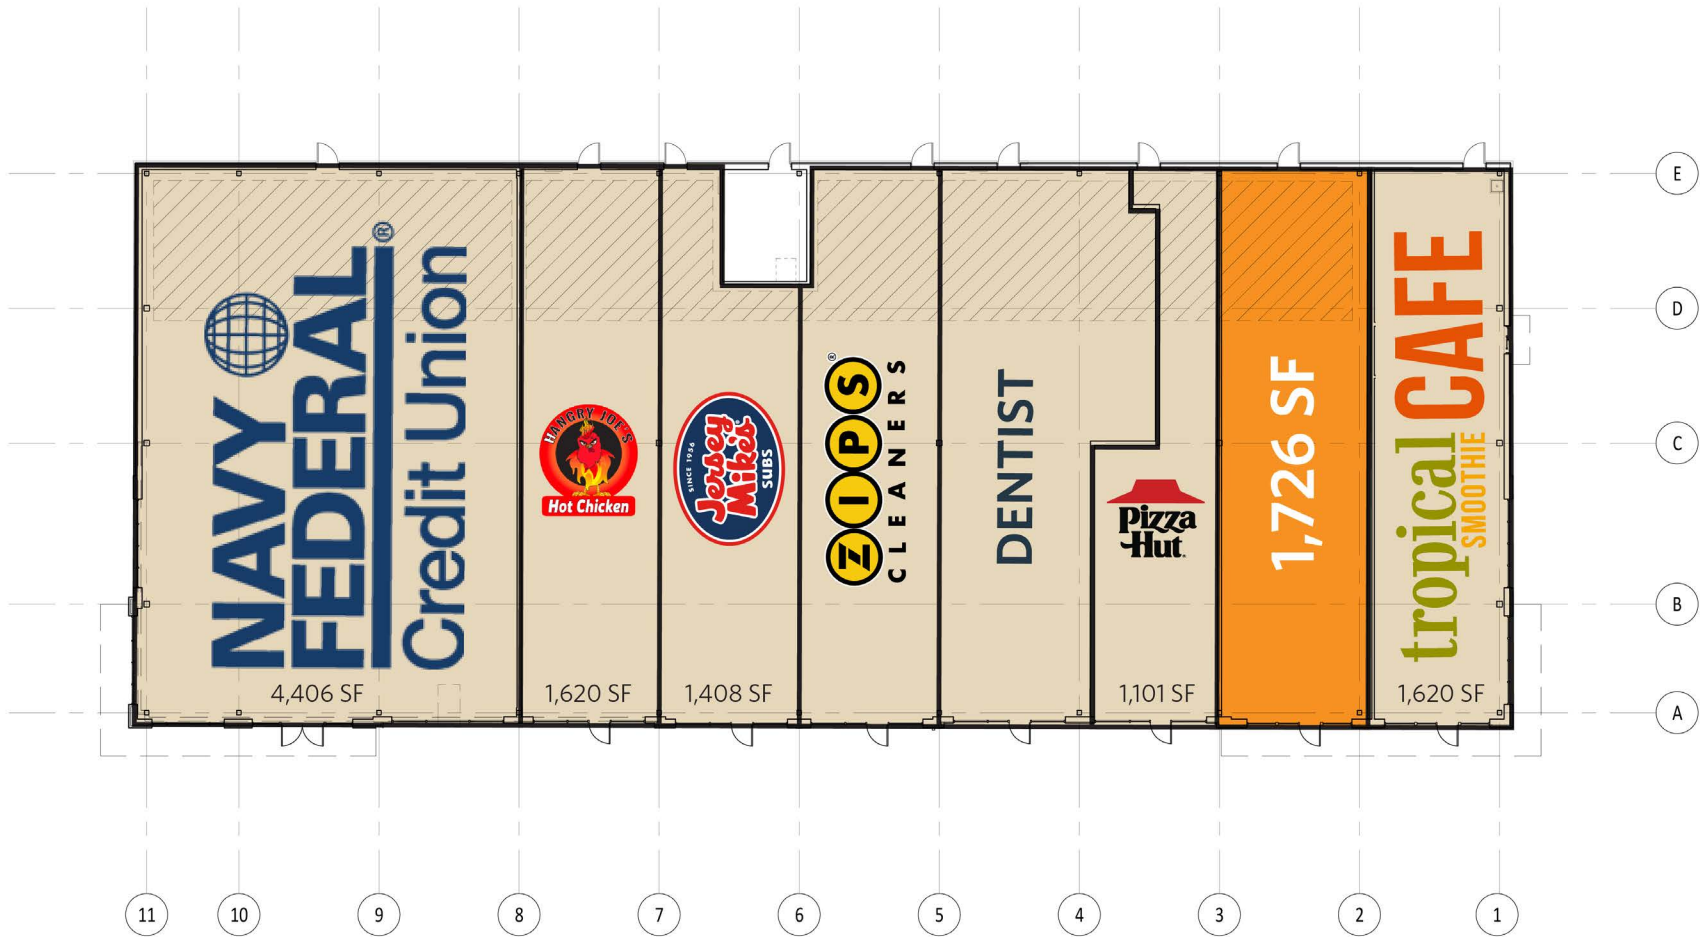 NAVY
FEDERAL®
Credit Union
4,406 SF
HANGRY JOE'S
Hot Chicken
1,620 SF
SINCE 1956
Jersey
Mike's
SUBS
1,408 SF
ZIPS®
CLEANERS
DENTIST
Pizza
Hut
1,101 SF
1,726 SF
tropical CAFE
SMOOTHIE
1,620 SF
E
D
C
B
A
11 10 9 8 7 6 5 4 3 2 1